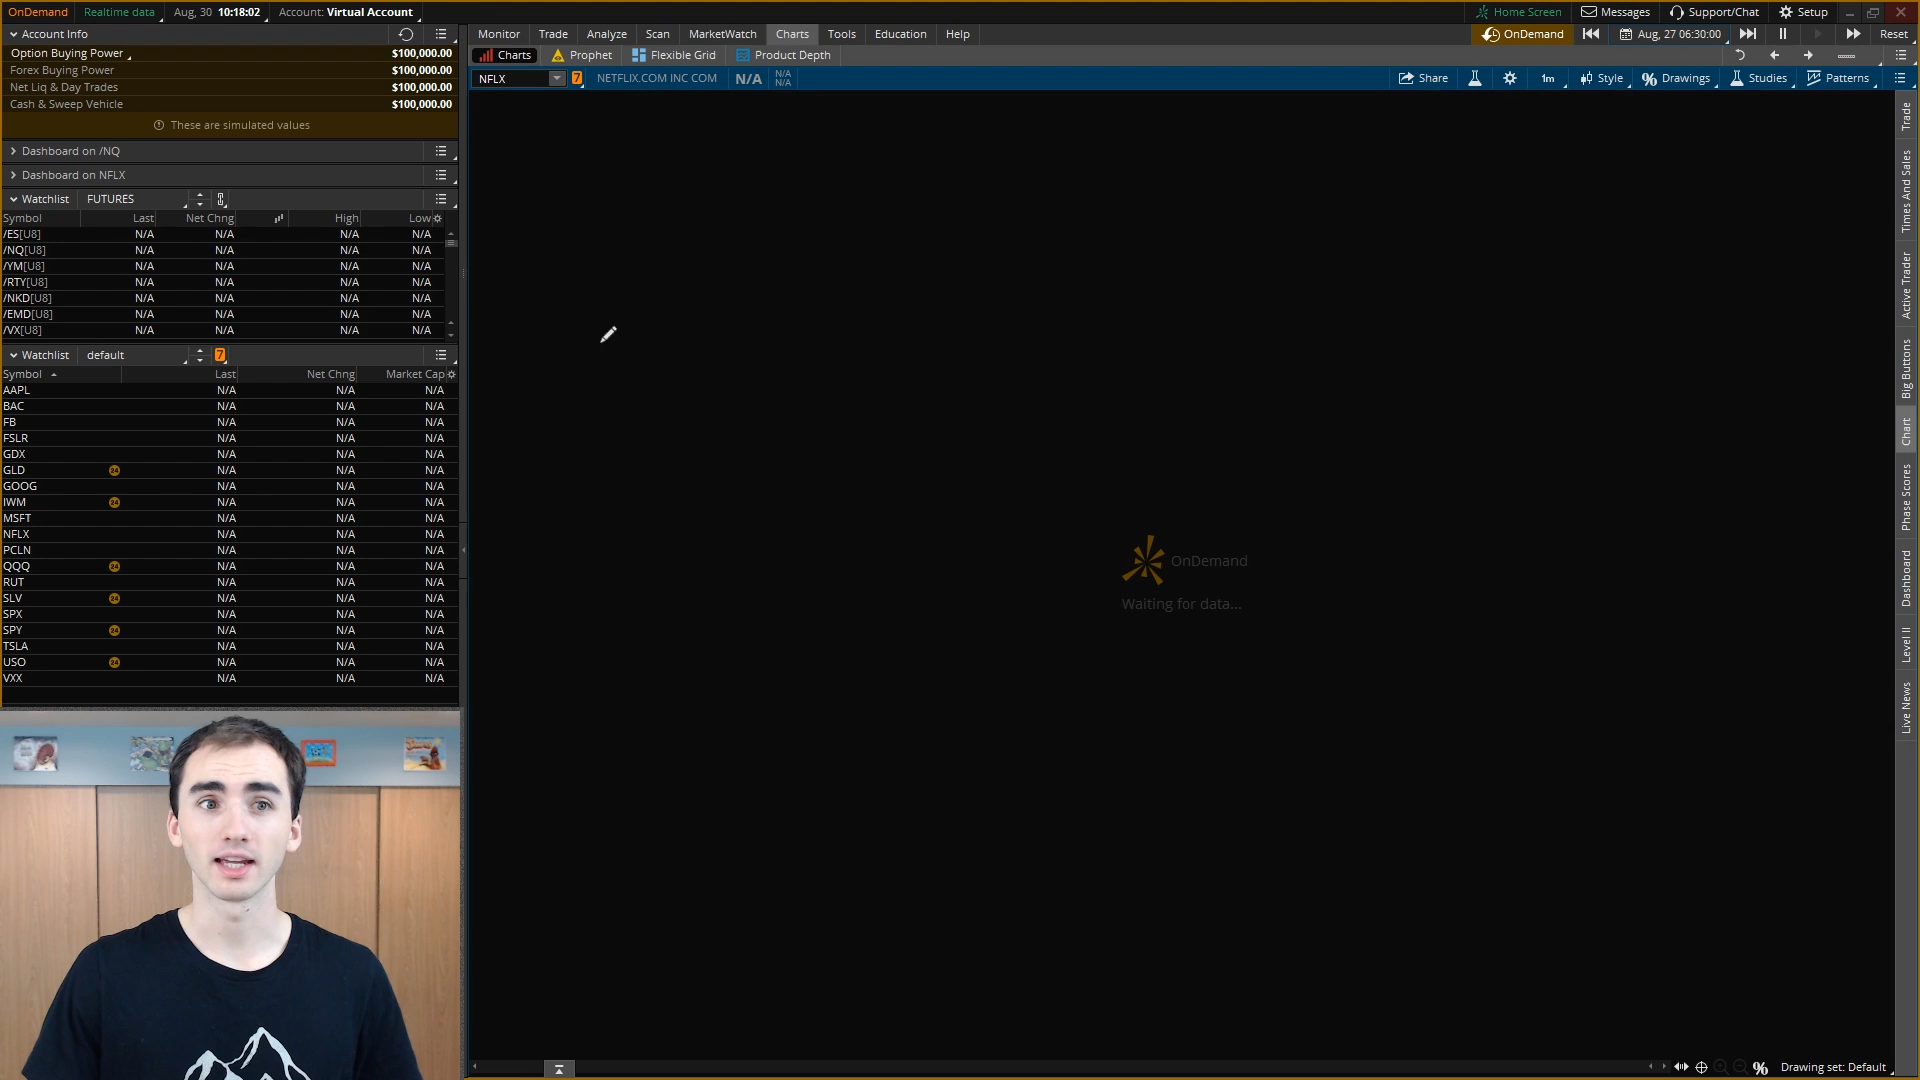 OnDemand Realtime data Aug, 30 10:18:02 Account: Virtual Account
Home Screen Messages Support/Chat Setup
Account Info
Option Buying Power $100,000.00
Forex Buying Power $100,000.00
Net Liq & Day Trades $100,000.00
Cash & Sweep Vehicle $100,000.00
These are simulated values
Dashboard on /NQ
Dashboard on NFLX
Watchlist FUTURES
Symbol Last Net Chng High Low
/ES[U8] N/A N/A N/A N/A
/NQ[U8] N/A N/A N/A N/A
/YM[U8] N/A N/A N/A N/A
/RTY[U8] N/A N/A N/A N/A
/NKD[U8] N/A N/A N/A N/A
/EMD[U8] N/A N/A N/A N/A
/VX[U8] N/A N/A N/A N/A
Watchlist default 7
Symbol Last Net Chng Market Cap
AAPL N/A N/A N/A
BAC N/A N/A N/A
FB N/A N/A N/A
FSLR N/A N/A N/A
GDX N/A N/A N/A
GLD 24 N/A N/A N/A
GOOG N/A N/A N/A
IWM 24 N/A N/A N/A
MSFT N/A N/A N/A
NFLX N/A N/A N/A
PCLN N/A N/A N/A
QQQ 24 N/A N/A N/A
RUT N/A N/A N/A
SLV 24 N/A N/A N/A
SPX N/A N/A N/A
SPY 24 N/A N/A N/A
TSLA N/A N/A N/A
USO 24 N/A N/A N/A
VXX N/A N/A N/A
Monitor Trade Analyze Scan MarketWatch Charts Tools Education Help
OnDemand Aug, 27 06:30:00 Reset
Charts Prophet Flexible Grid Product Depth
NFLX 7 NETFLIX.COM INC COM N/A N/A
N/A
Share 1m Style Drawings Studies Patterns
OnDemand
Waiting for data...
Trade
Times And Sales
Active Trader
Big Buttons
Chart
Phase Scores
Dashboard
Level II
Live News
Drawing set: Default